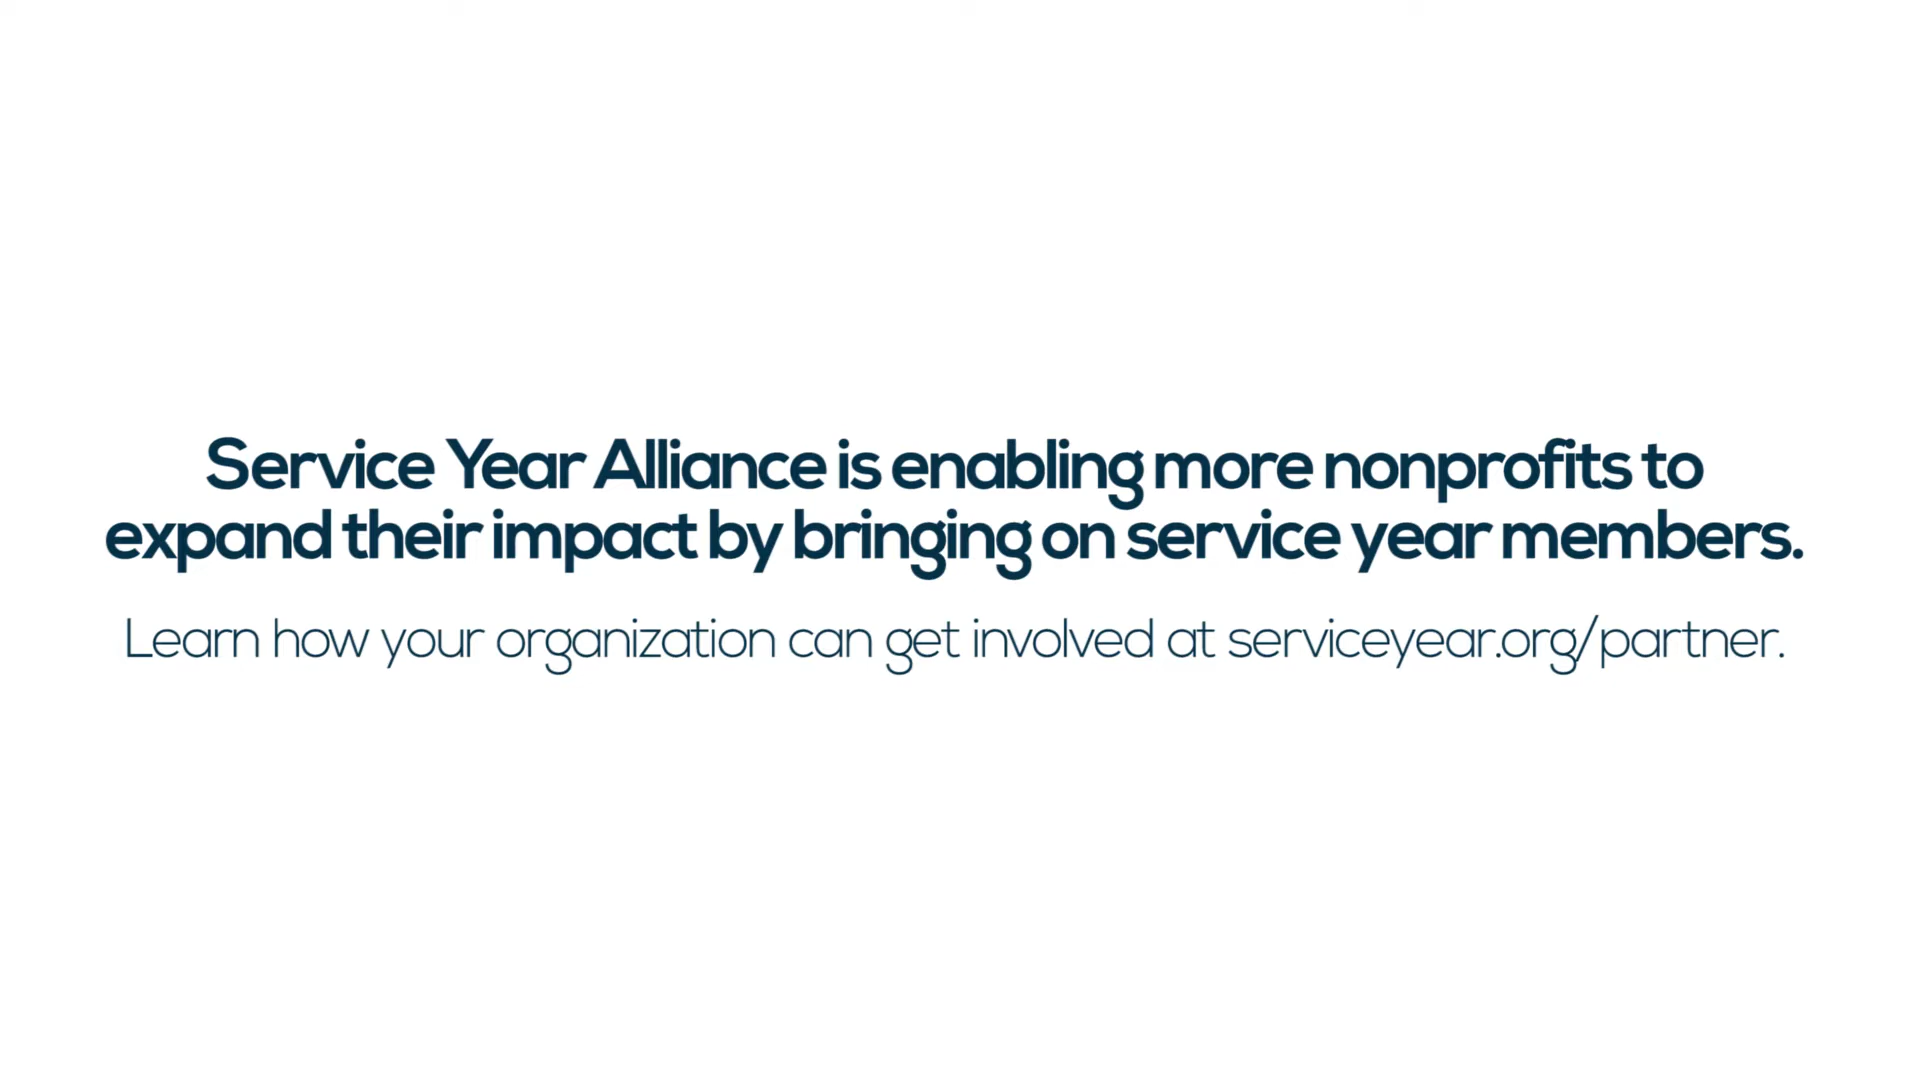 Service Year Alliance is enabling more nonprofits to
expand their impact by bringing on service year members.
Learn how your organization can get involved at serviceyear.org/partner.